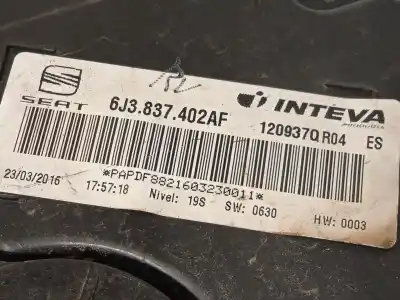 SEAT
6J3.837.402AF
INTEVA
120937Q R04 ES
*PAPDF8821603230011*
23/03/2016 17:57:18 Nivel: 19S SW: 0630 HW: 0003